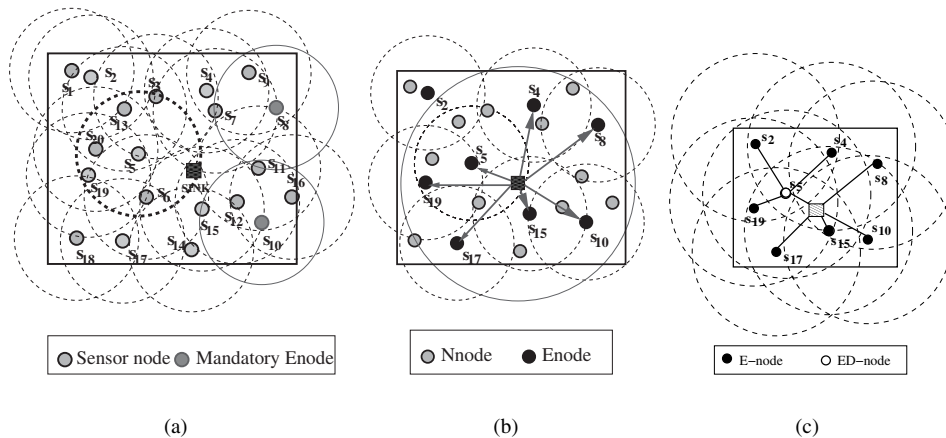 S1
S2
S3
S4
S9
S13
S7
S8
S20
S5
S11
SINK
S19
S16
S6
S12
S15
S10
S18
S17
S14
Sensor node
Mandatory Enode
(a)
S2
S4
S8
S5
S19
S15
S10
S17
Nnode
Enode
(b)
S2
S4
S8
S5
S19
S10
S15
S17
E-node
ED-node
(c)